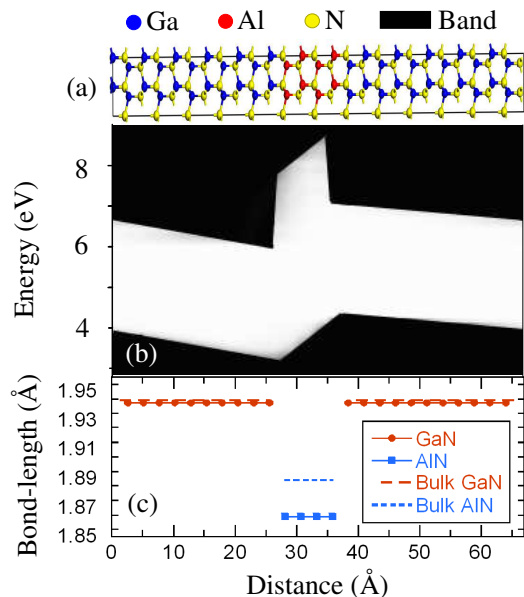 Ga Al N Band
(a)
8
6
4
Energy (eV)
(b)
1.95
1.93
1.91
1.89
1.87
1.85
Bond-length (Å)
(c)
GaN
AlN
Bulk GaN
Bulk AlN
0 10 20 30 40 50 60
Distance (Å)